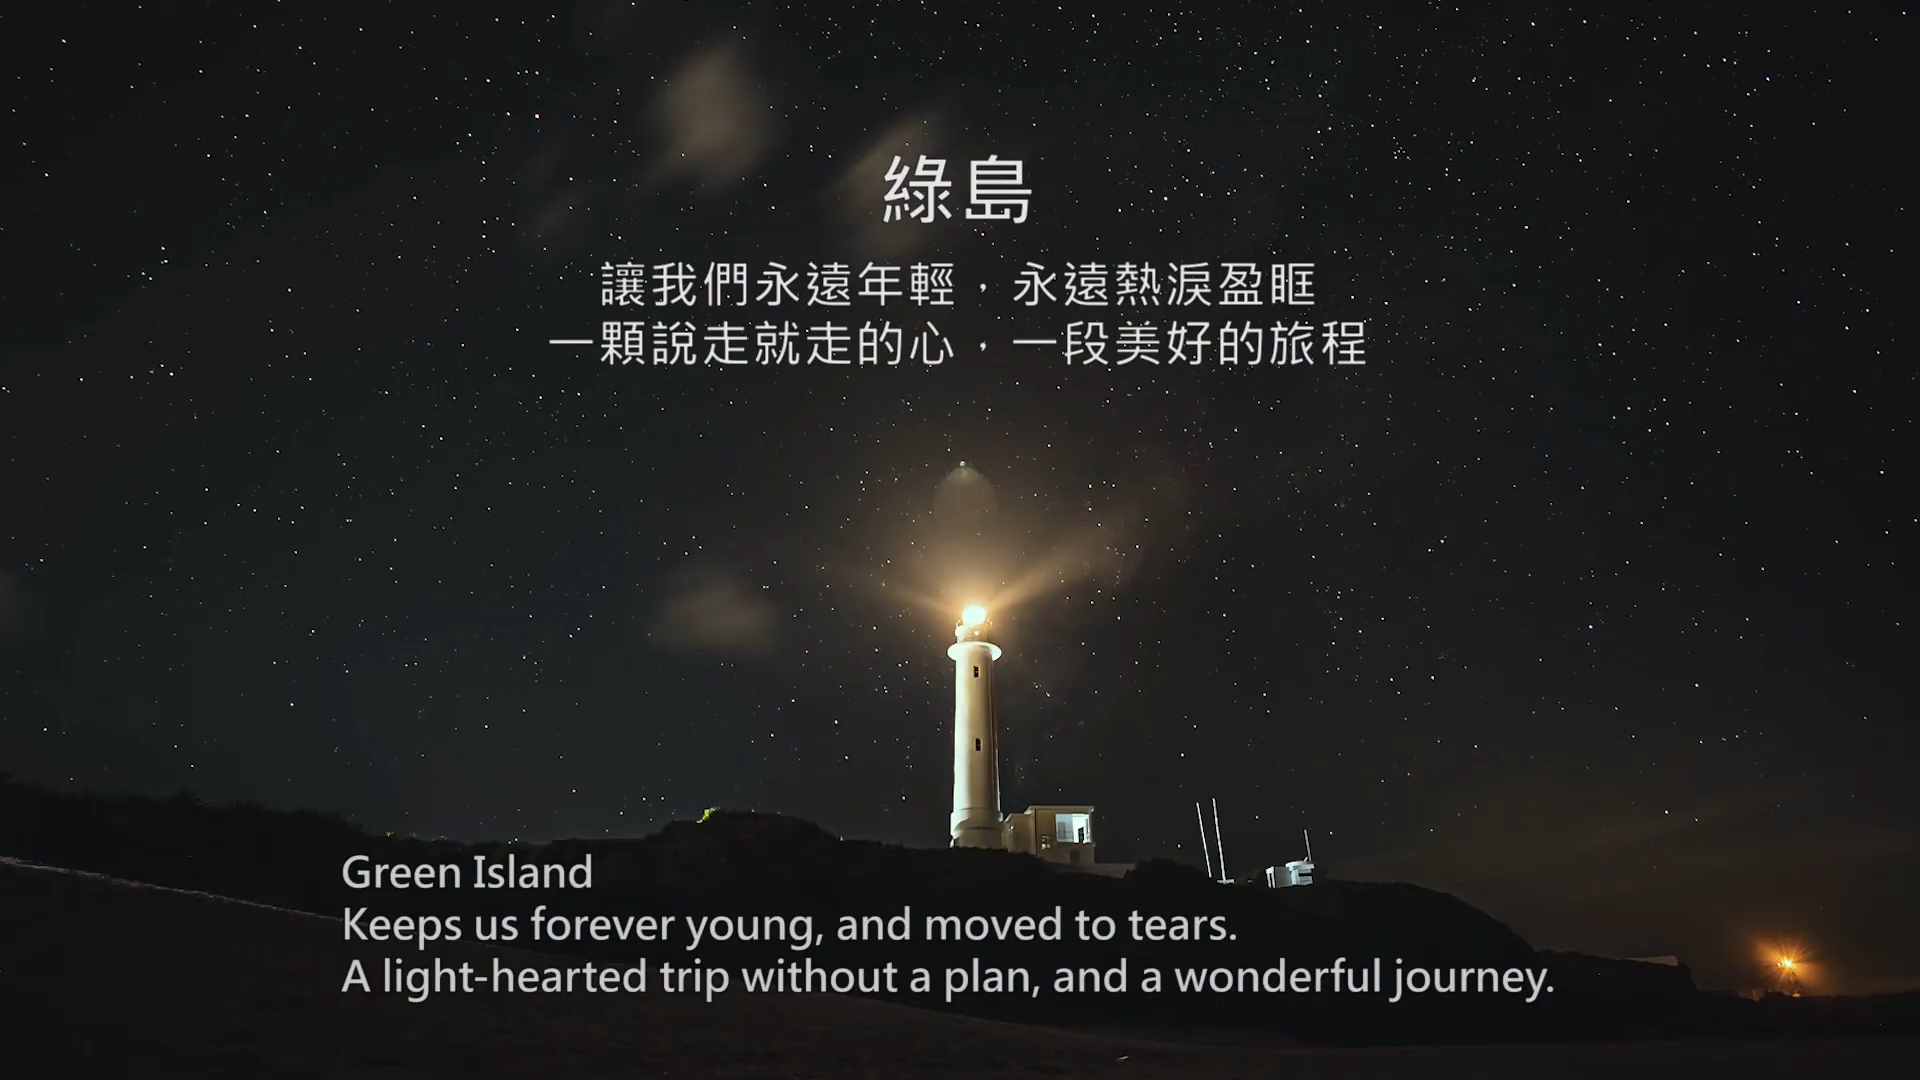 綠島
讓我們永遠年輕，永遠熱淚盈眶
一顆說走就走的心，一段美好的旅程
Green Island
Keeps us forever young, and moved to tears.
A light-hearted trip without a plan, and a wonderful journey.